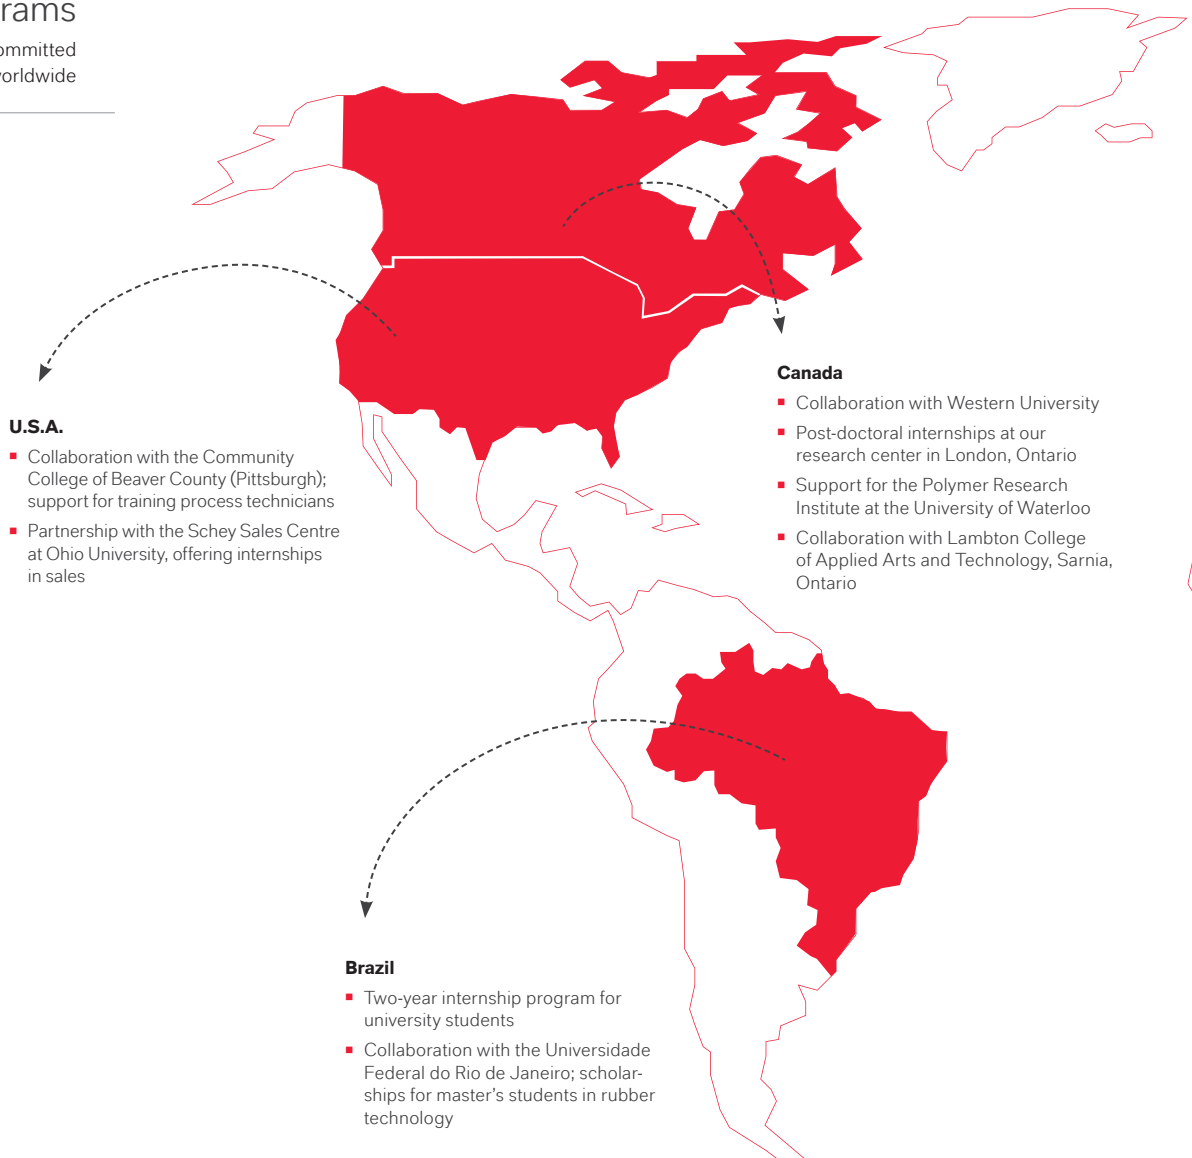 rams
ommitted
orldwide
U.S.A.
▪ Collaboration with the Community
College of Beaver County (Pittsburgh);
support for training process technicians
▪ Partnership with the Schey Sales Centre
at Ohio University, offering internships
in sales
Canada
▪ Collaboration with Western University
▪ Post-doctoral internships at our
research center in London, Ontario
▪ Support for the Polymer Research
Institute at the University of Waterloo
▪ Collaboration with Lambton College
of Applied Arts and Technology, Sarnia,
Ontario
Brazil
▪ Two-year internship program for
university students
▪ Collaboration with the Universidade
Federal do Rio de Janeiro; scholar-
ships for master's students in rubber
technology